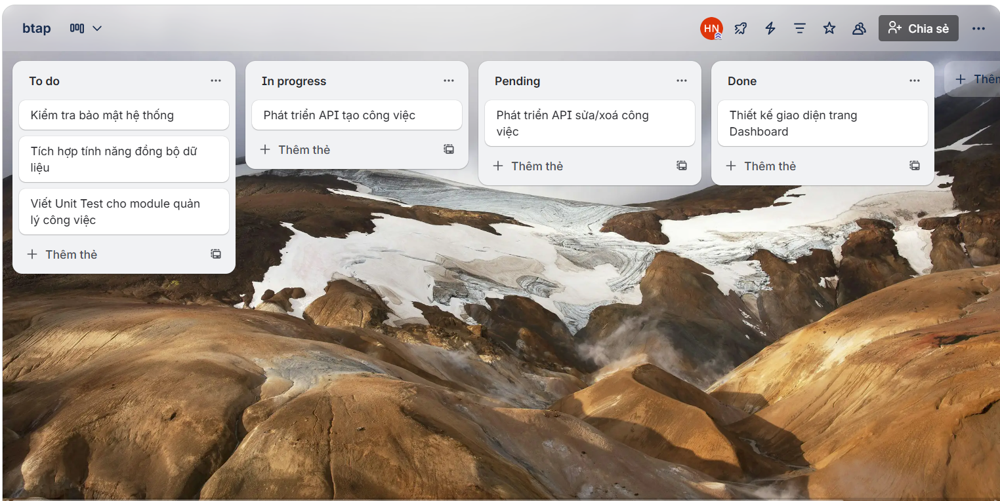 btap
HN
Chia sẻ
To do
Kiểm tra bảo mật hệ thống
Tích hợp tính năng đồng bộ dữ
liệu
Viết Unit Test cho module quản
lý công việc
Thêm thẻ
In progress
Phát triển API tạo công việc
Thêm thẻ
Pending
Phát triển API sửa/xoá công
việc
Thêm thẻ
Done
Thiết kế giao diện trang
Dashboard
Thêm thẻ
Thêm